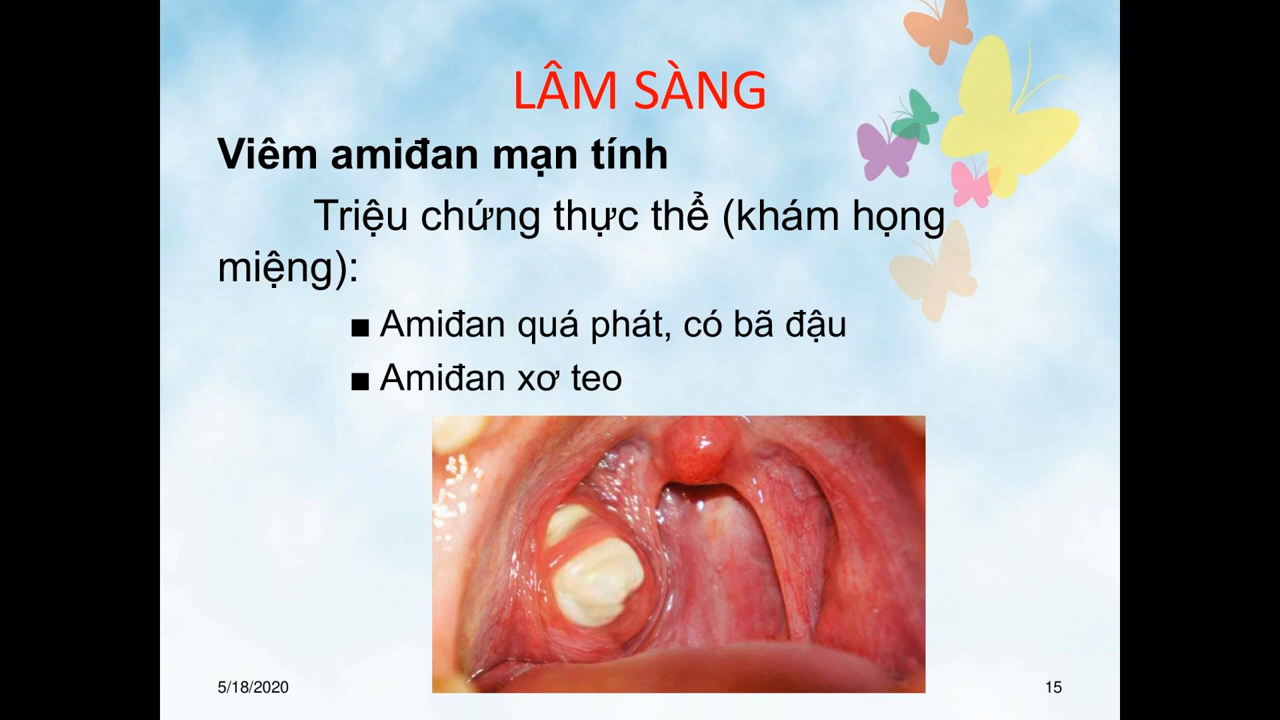 LÂM SÀNG
Viêm amiđan mạn tính
Triệu chứng thực thể (khám họng
miệng):
■ Amiđan quá phát, có bã đậu
■ Amiđan xơ teo
5/18/2020
15